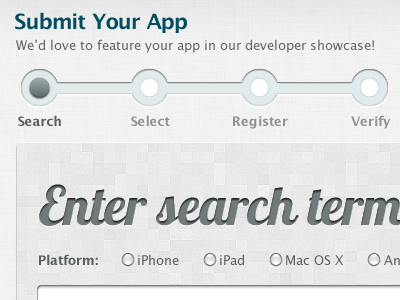 Submit Your App
We'd love to feature your app in our developer showcase!
Search Select Register Verify
Enter search term
Platform: iPhone iPad Mac OS X An